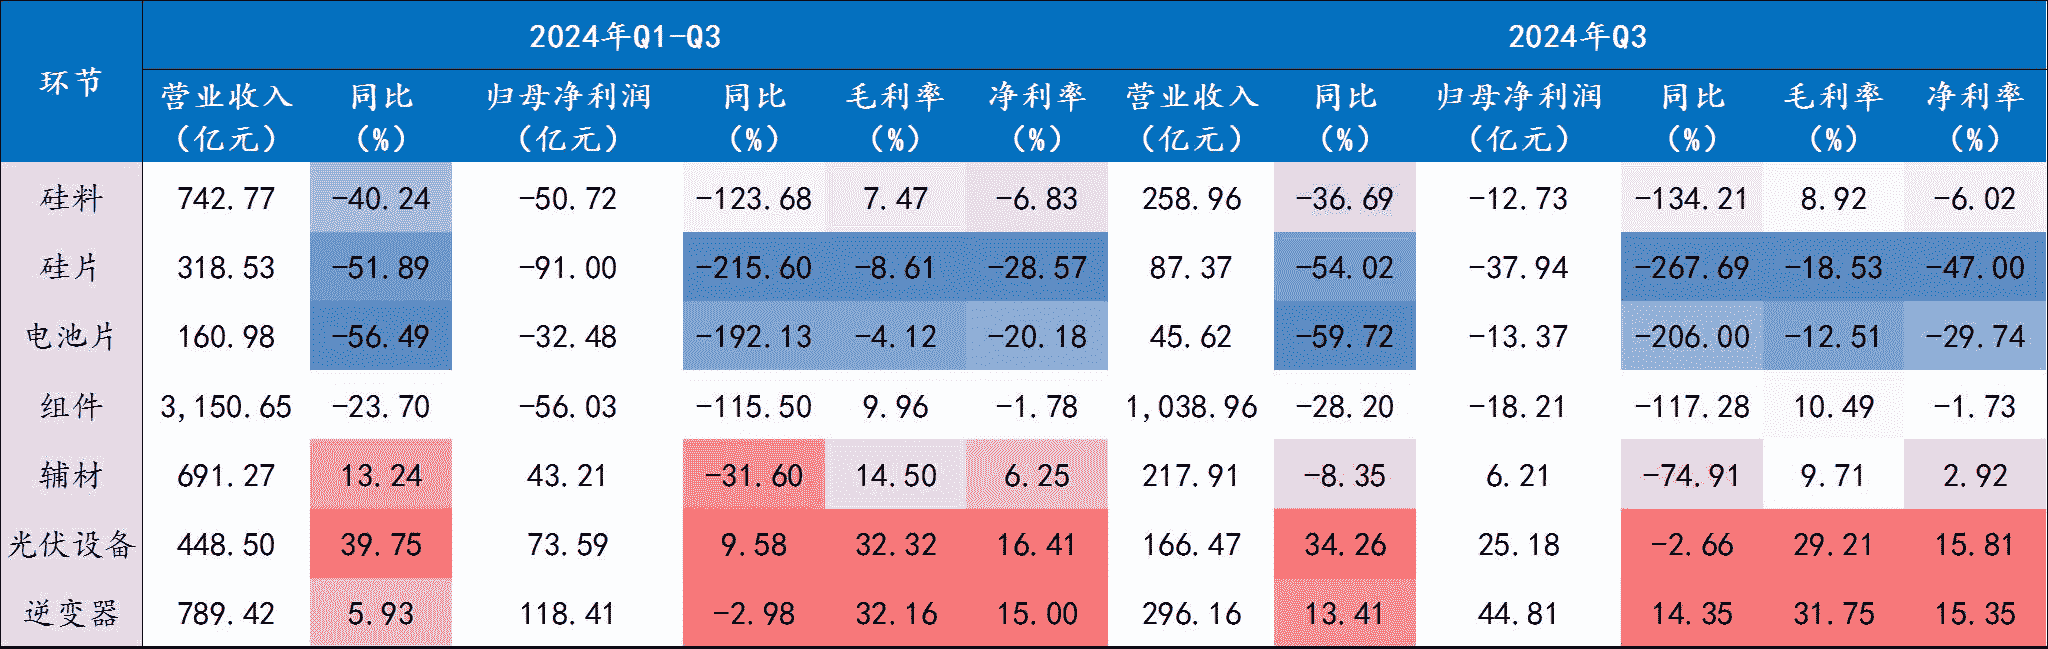 2024年Q1-Q3 2024年Q3
环节 营业收入 同比 归母净利润 同比 毛利率 净利率 营业收入 同比 归母净利润 同比 毛利率 净利率
(亿元) (%) (亿元) (%) (%) (%) (亿元) (%) (亿元) (%) (%) (%)
硅料 742.77 -40.24 -50.72 -123.68 7.47 -6.83 258.96 -36.69 -12.73 -134.21 8.92 -6.02
硅片 318.53 -51.89 -91.00 -215.60 -8.61 -28.57 87.37 -54.02 -37.94 -267.69 -18.53 -47.00
电池片 160.98 -56.49 -32.48 -192.13 -4.12 -20.18 45.62 -59.72 -13.37 -206.00 -12.51 -29.74
组件 3,150.65 -23.70 -56.03 -115.50 9.96 -1.78 1,038.96 -28.20 -18.21 -117.28 10.49 -1.73
辅材 691.27 13.24 43.21 -31.60 14.50 6.25 217.91 -8.35 6.21 -74.91 9.71 2.92
光伏设备 448.50 39.75 73.59 9.58 32.32 16.41 166.47 34.26 25.18 -2.66 29.21 15.81
逆变器 789.42 5.93 118.41 -2.98 32.16 15.00 296.16 13.41 44.81 14.35 31.75 15.35